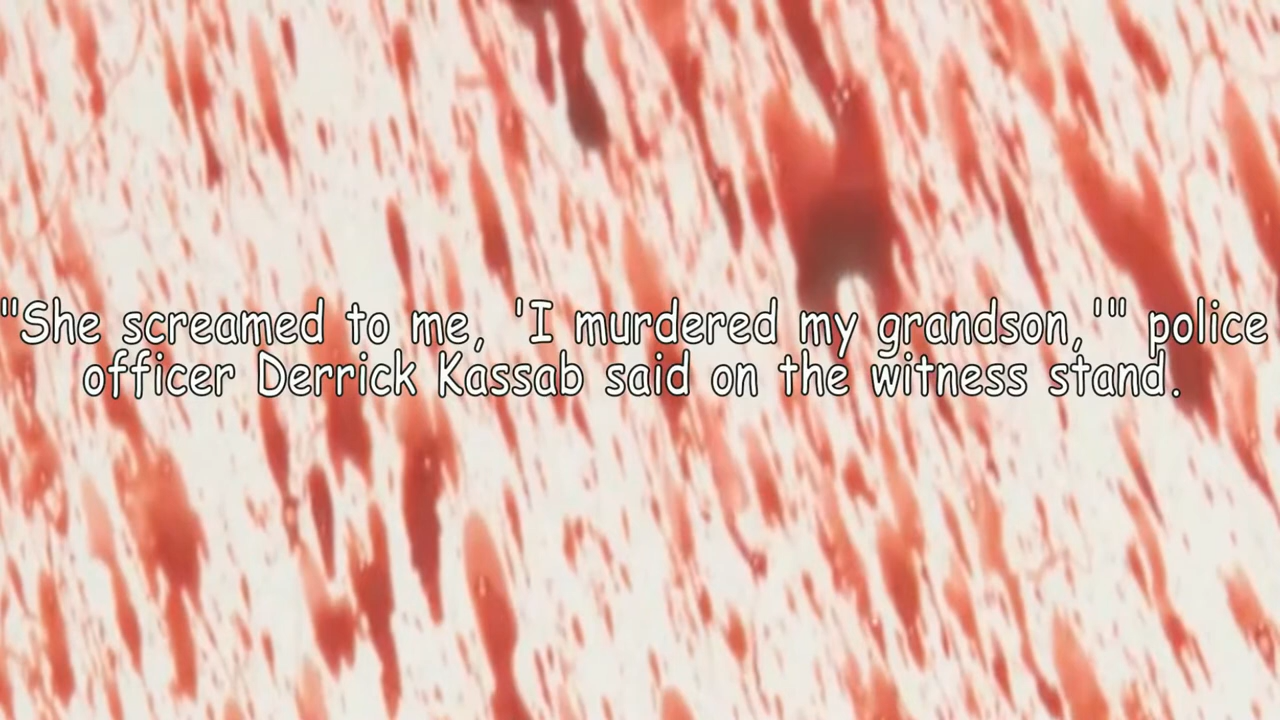 "She screamed to me, 'I murdered my grandson,'" police
officer Derrick Kassab said on the witness stand.